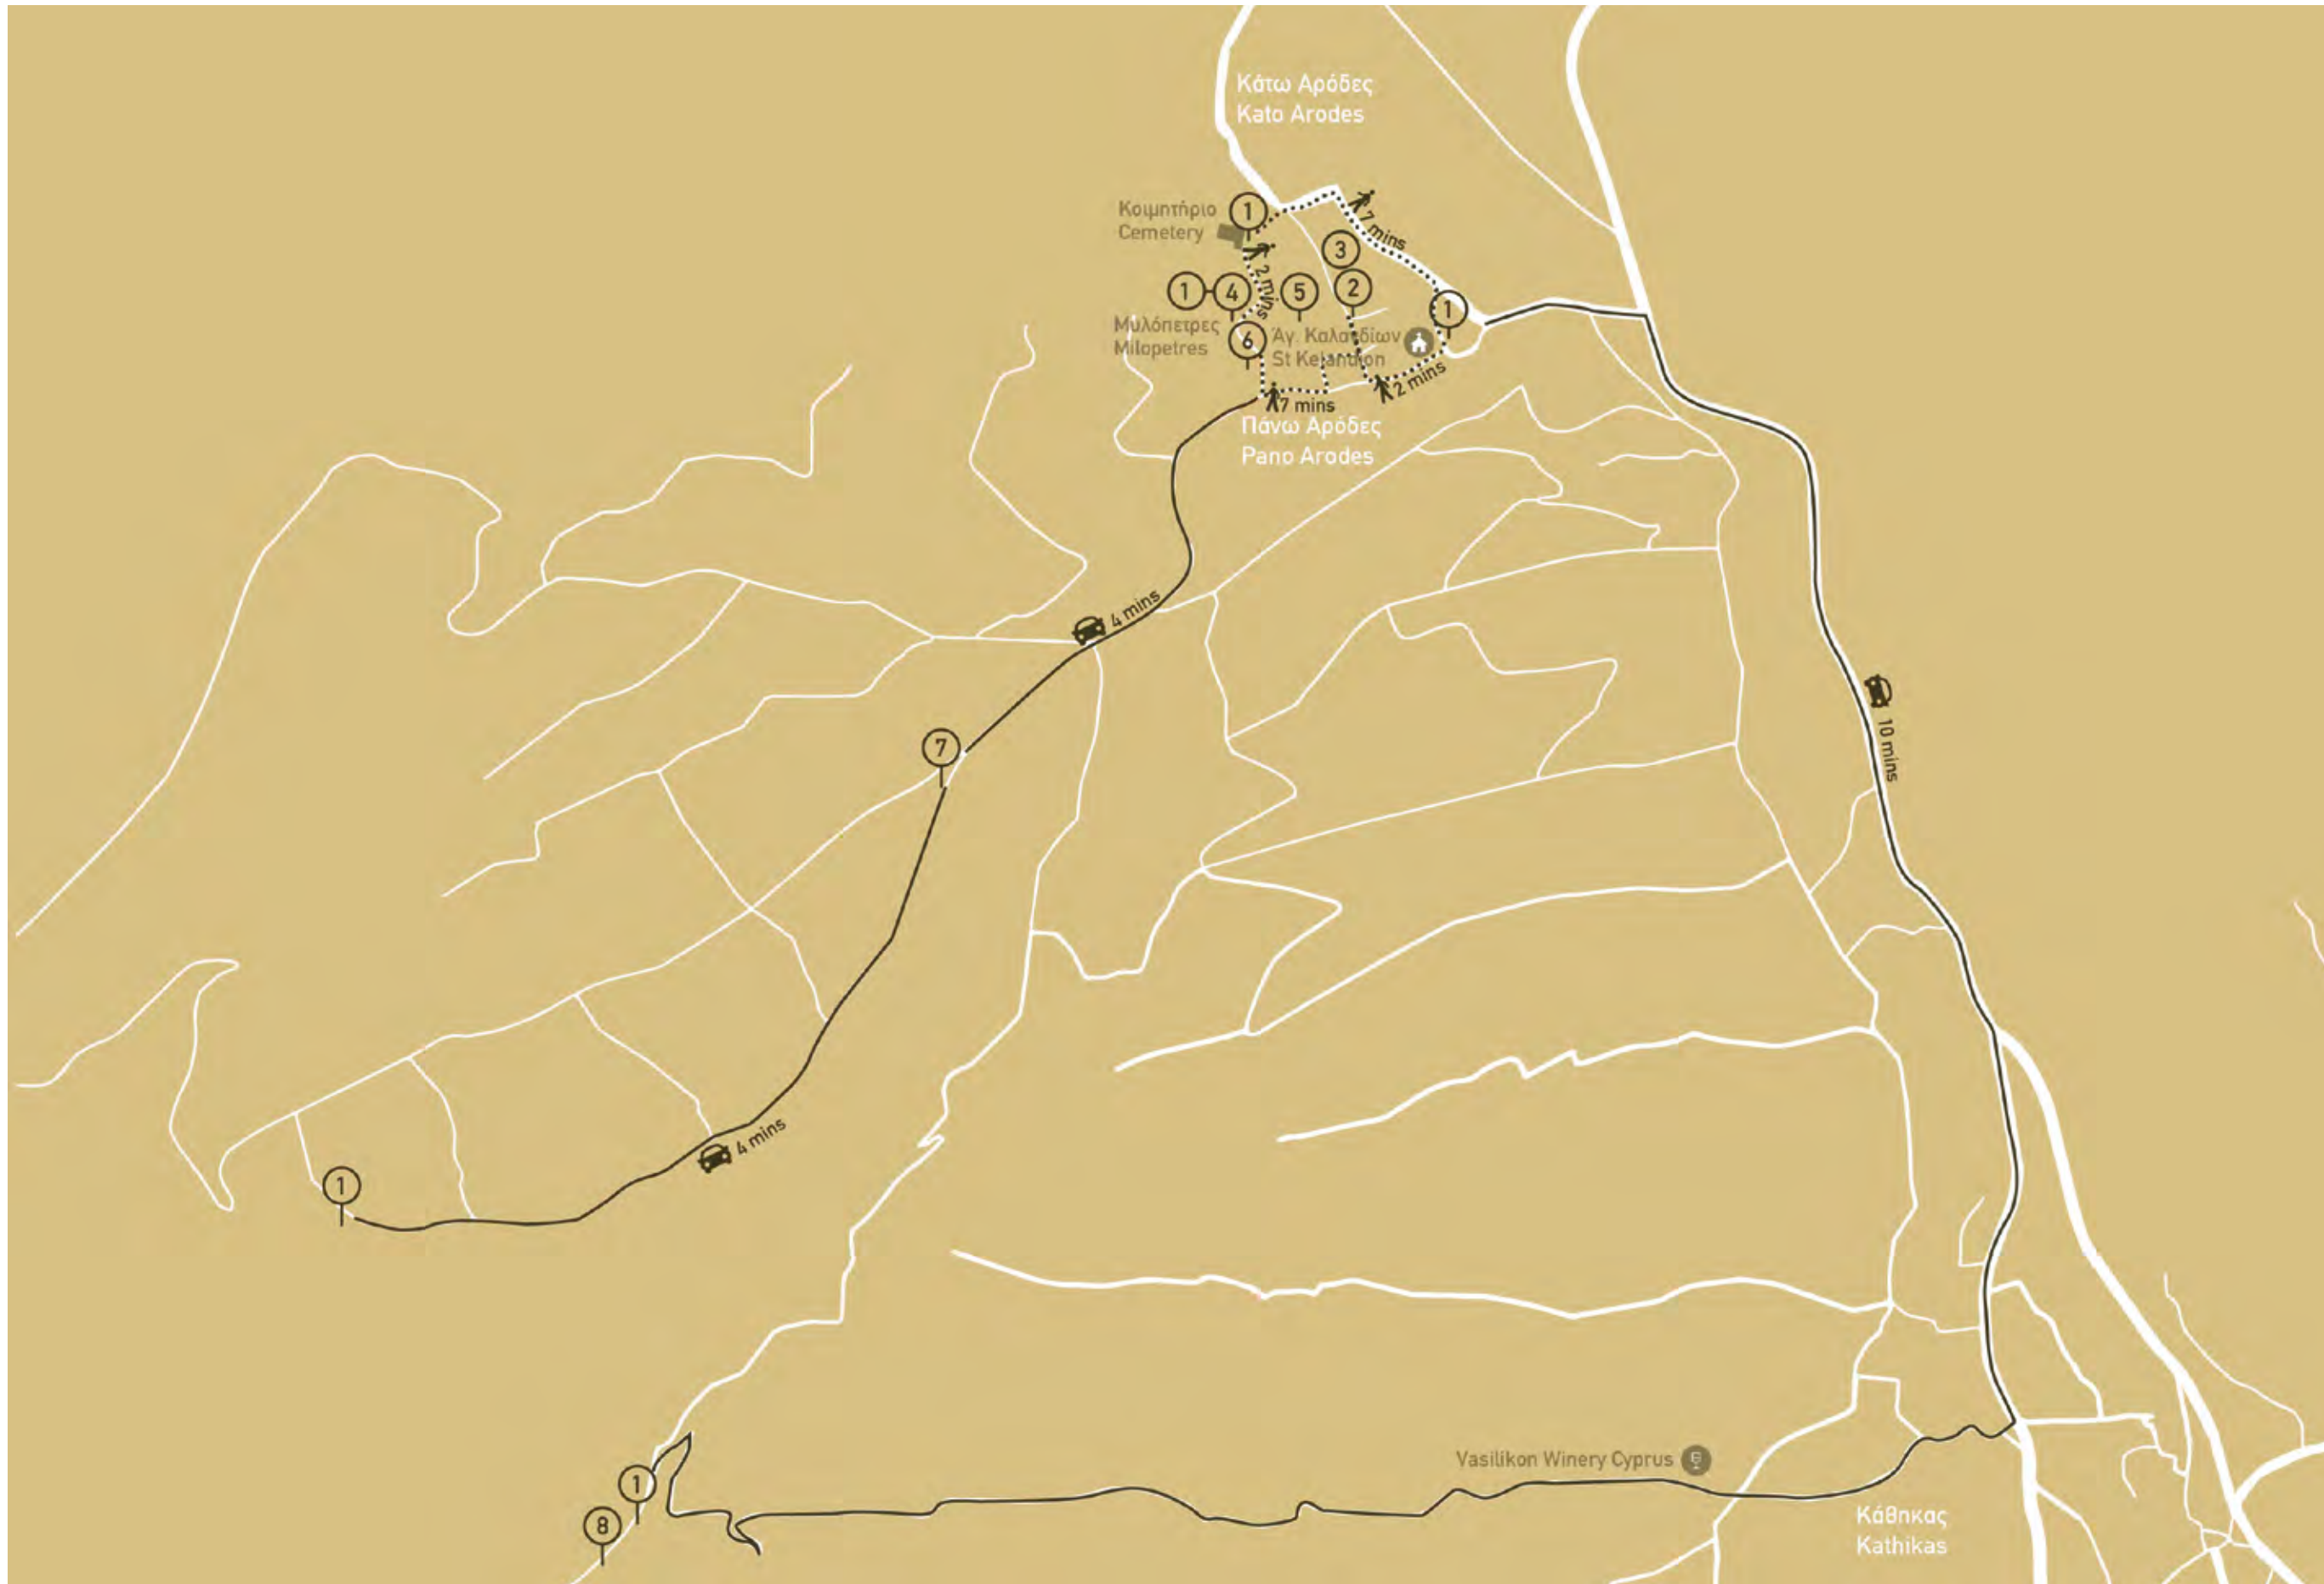 Κάτω Αρόδες
Kato Arodes
Κοιμητήριο
Cemetery
1
7 mins
3
2 mins
1
4
5
2
1
Μυλόπετρες
Milopetres
6
Άγ. Καλανδίων
St Kelandion
2 mins
7 mins
Πάνω Αρόδες
Pano Arodes
4 mins
10 mins
7
4 mins
1
Vasilikon Winery Cyprus
1
8
Κάθηκας
Kathikas